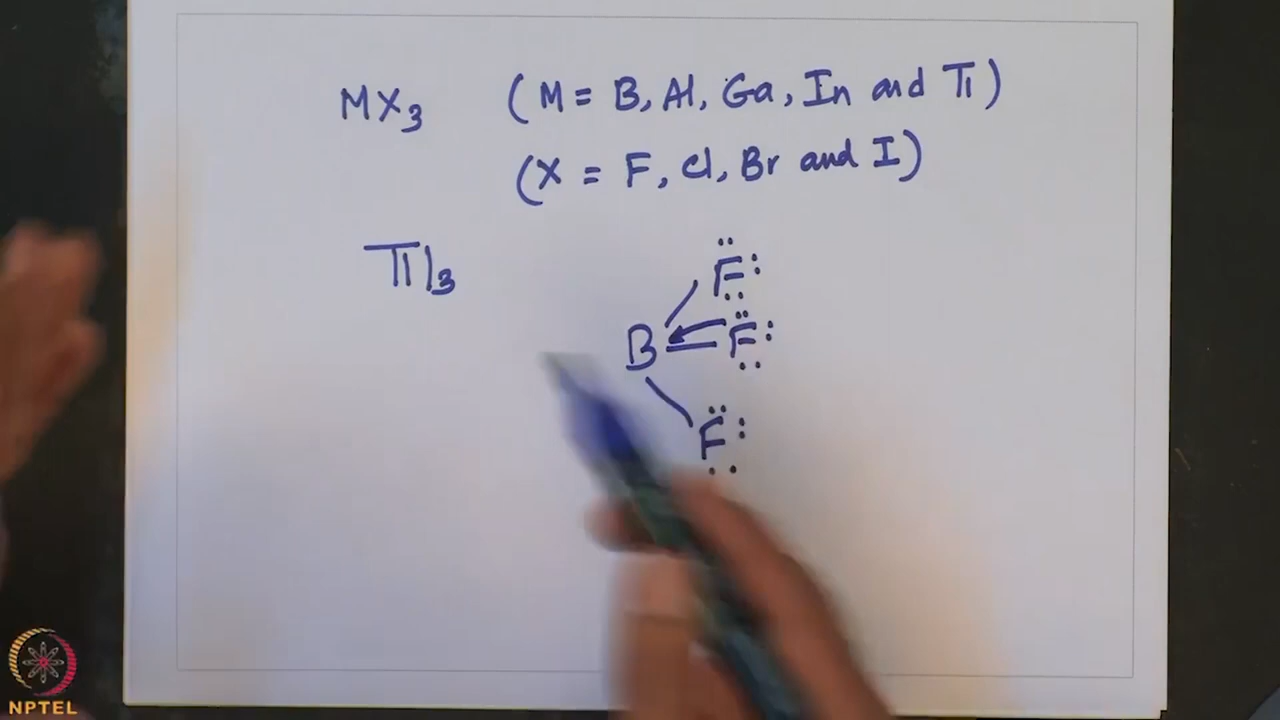 MX₃ (M = B, Al, Ga, In and Tl)
(X = F, Cl, Br and I)
TlI₃
F
B F
F
NPTEL